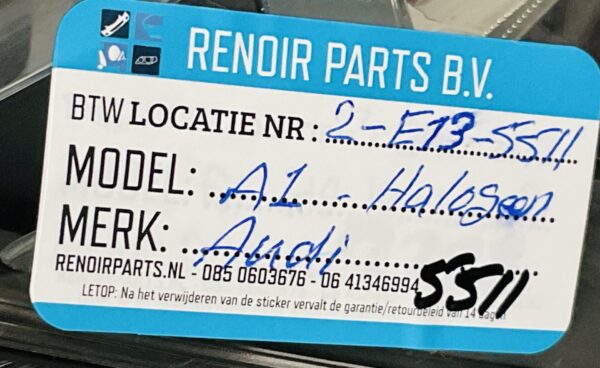 RENOIR PARTS B.V.
BTW LOCATIE NR : 2-E13-5511
MODEL: A1 - Halogeen
MERK: Audi
RENOIRPARTS.NL - 085 0603676 - 06 41346994 5511
LETOP: Na het verwijderen van de sticker vervalt de garantie/retourbeleid van 14 dagen